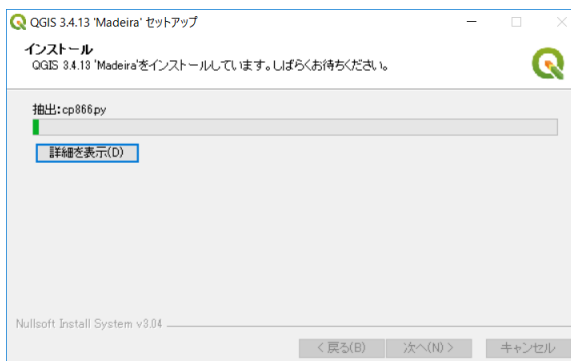 QGIS 3.4.13 'Madeira' セットアップ
インストール
QGIS 3.4.13 'Madeira'をインストールしています。しばらくお待ちください。
抽出:cp866.py
詳細を表示(D)
Nullsoft Install System v3.04
< 戻る(B)
次へ(N) >
キャンセル